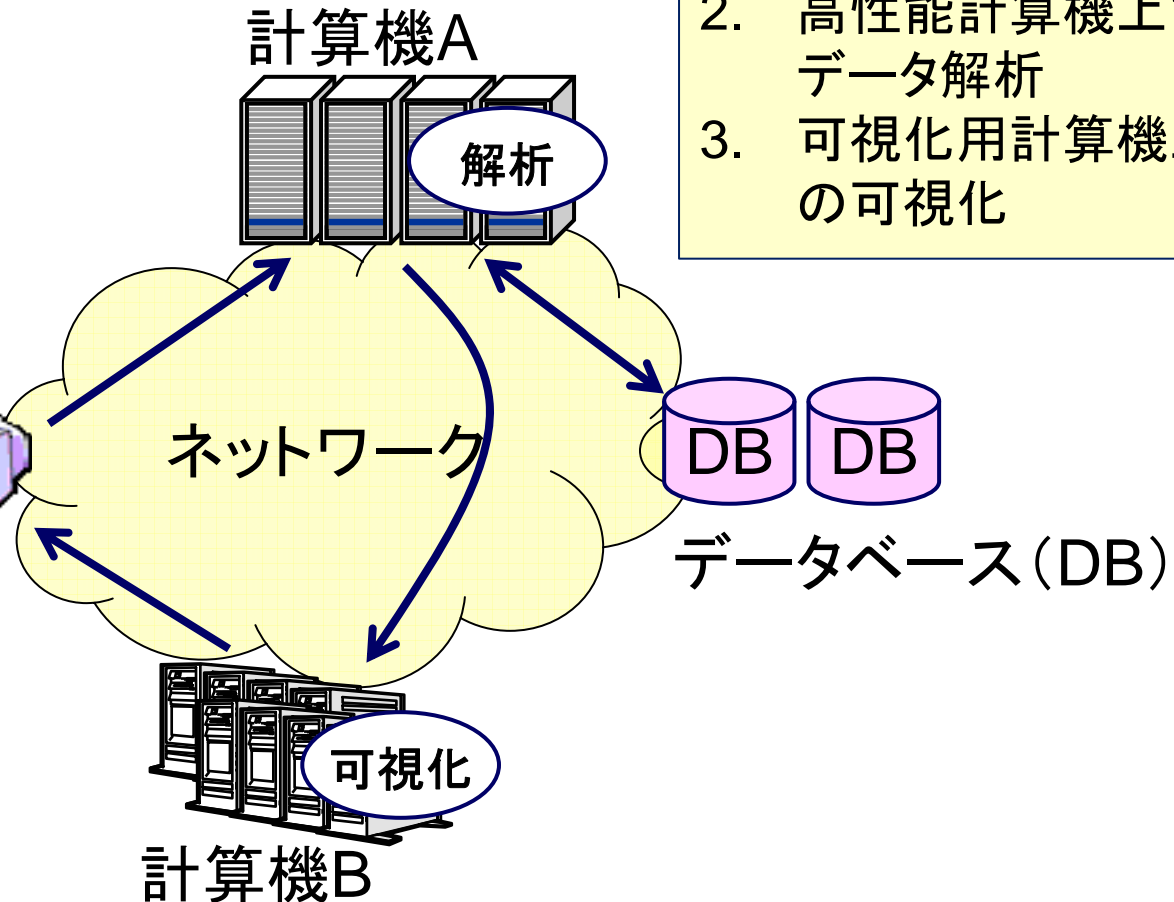 計算機A
2. 高性能計算機上
データ解析
3. 可視化用計算機
の可視化
解析
ネットワーク
DB DB
データベース(DB)
可視化
計算機B